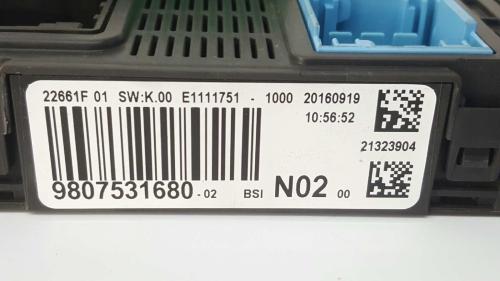 22661F 01 SW:K.00 E1111751 - 1000 20160919
10:56:52
21323904
9807531680 - 02 BSI N02 00